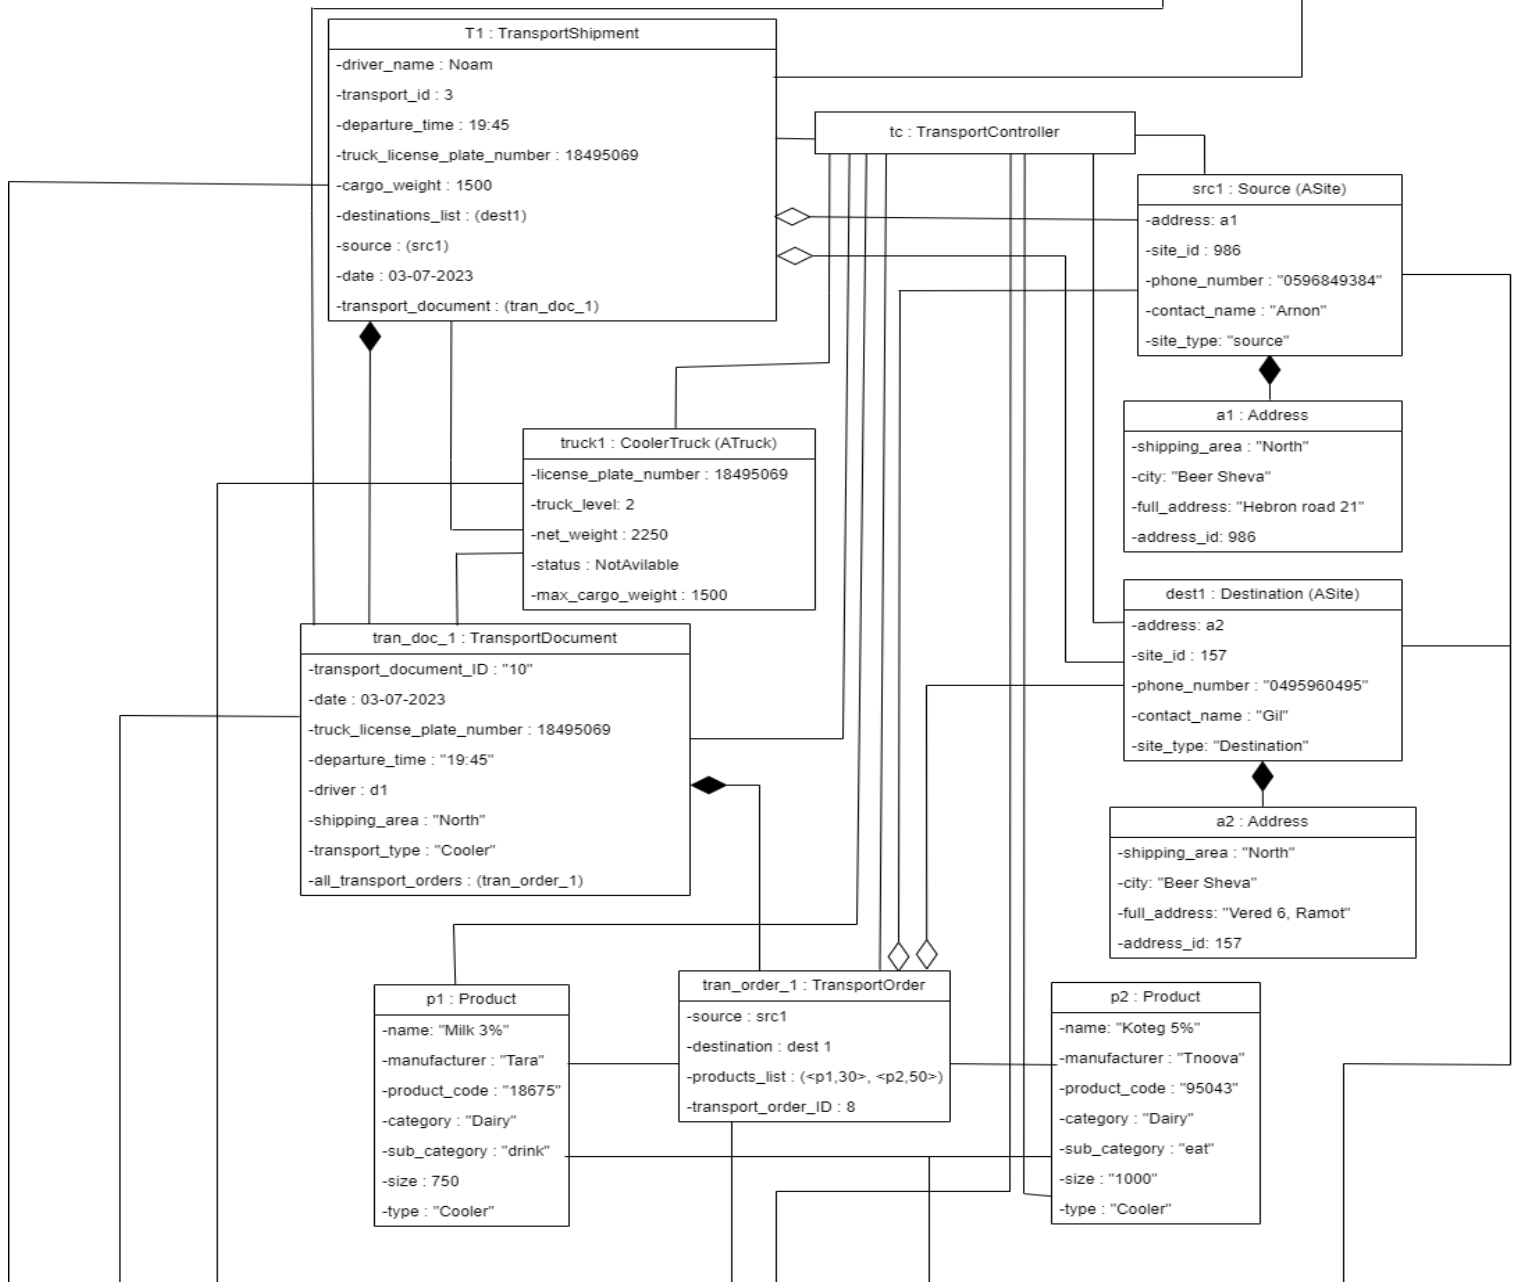 T1 : TransportShipment
-driver_name : Noam
-transport_id : 3
-departure_time : 19:45
-truck_license_plate_number : 18495069
-cargo_weight : 1500
-destinations_list : (dest1)
-source : (src1)
-date : 03-07-2023
-transport_document : (tran_doc_1)
tc : TransportController
src1 : Source (ASite)
-address: a1
-site_id : 986
-phone_number : "0596849384"
-contact_name : "Arnon"
-site_type: "source"
a1 : Address
-shipping_area : "North"
-city: "Beer Sheva"
-full_address: "Hebron road 21"
-address_id: 986
truck1 : CoolerTruck (ATruck)
-license_plate_number : 18495069
-truck_level: 2
-net_weight : 2250
-status : NotAvilable
-max_cargo_weight : 1500
dest1 : Destination (ASite)
-address: a2
-site_id : 157
-phone_number : "0495960495"
-contact_name : "Gil"
-site_type: "Destination"
tran_doc_1 : TransportDocument
-transport_document_ID : "10"
-date : 03-07-2023
-truck_license_plate_number : 18495069
-departure_time : "19:45"
-driver : d1
-shipping_area : "North"
-transport_type : "Cooler"
-all_transport_orders : (tran_order_1)
a2 : Address
-shipping_area : "North"
-city: "Beer Sheva"
-full_address: "Vered 6, Ramot"
-address_id: 157
p1 : Product
-name: "Milk 3%"
-manufacturer : "Tara"
-product_code : "18675"
-category : "Dairy"
-sub_category : "drink"
-size : 750
-type : "Cooler"
tran_order_1 : TransportOrder
-source : src1
-destination : dest 1
-products_list : (<p1,30>, <p2,50>)
-transport_order_ID : 8
p2 : Product
-name: "Koteg 5%"
-manufacturer : "Tnoova"
-product_code : "95043"
-category : "Dairy"
-sub_category : "eat"
-size : "1000"
-type : "Cooler"